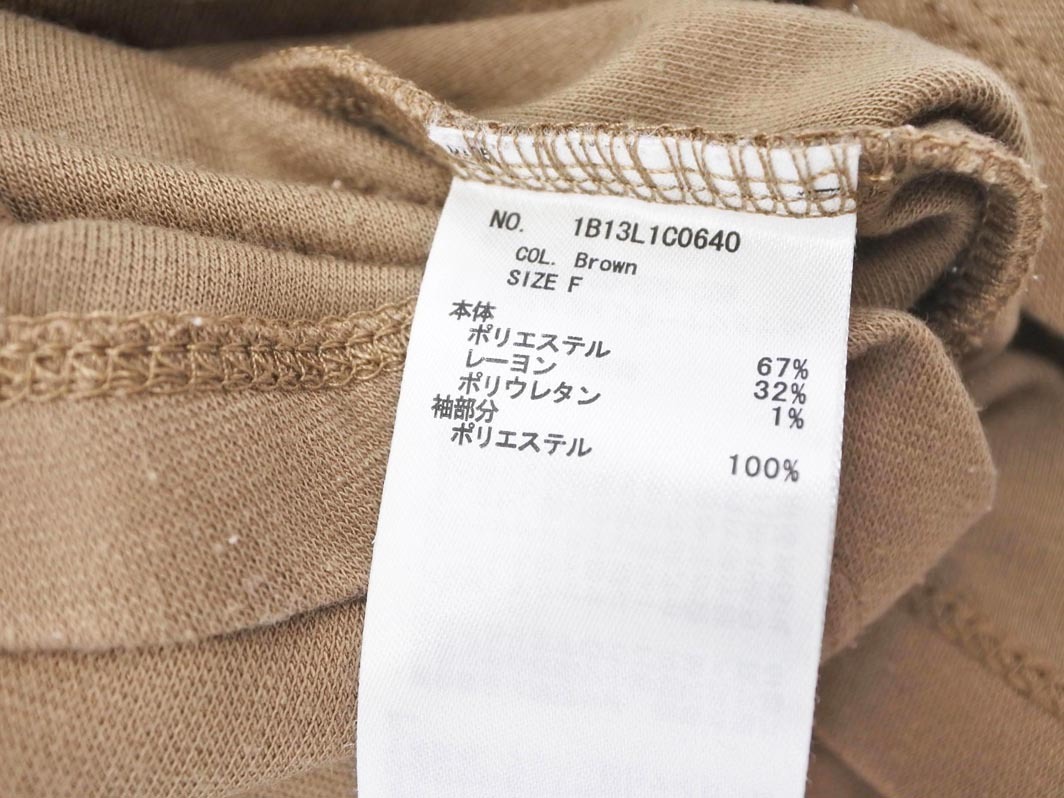 NO. 1B13L1C0640
COL. Brown
SIZE F
本体
ポリエステル 67%
レーヨン 32%
ポリウレタン 1%
袖部分
ポリエステル 100%